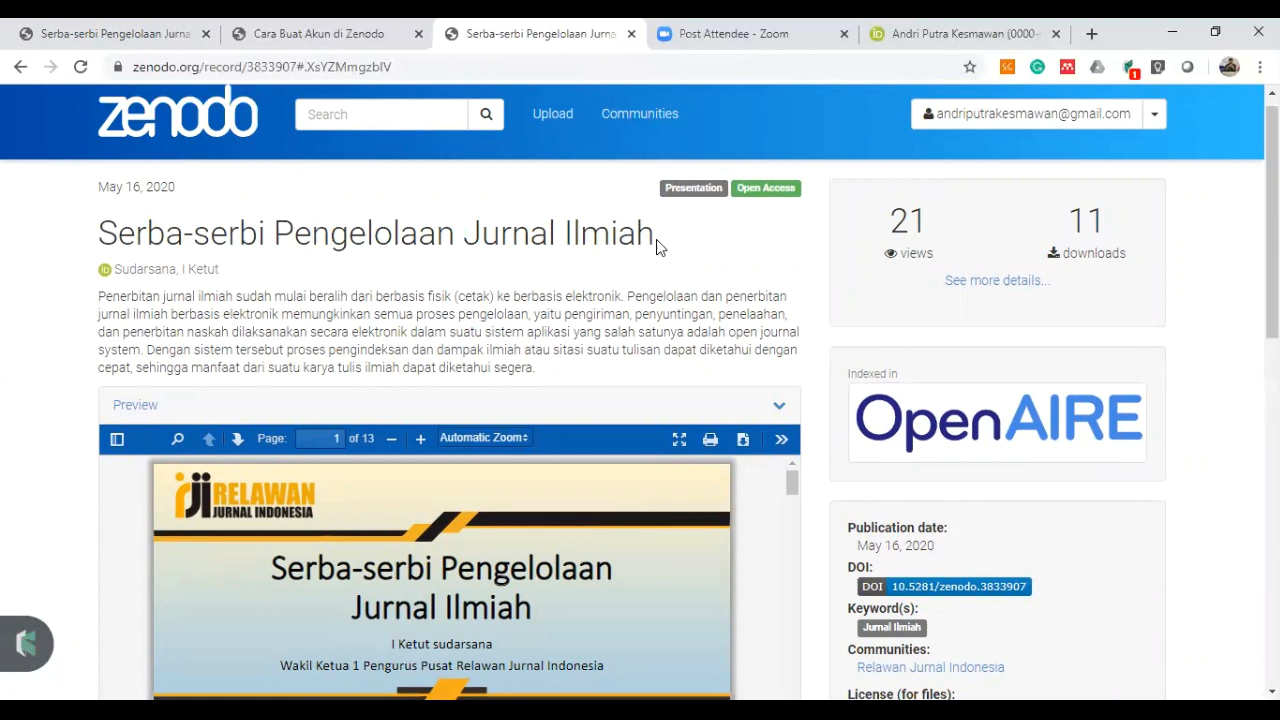 Serba-serbi Pengelolaan Jurna
Cara Buat Akun di Zenodo
Serba-serbi Pengelolaan Jurna
Post Attendee - Zoom
Andri Putra Kesmawan (0000-
zenodo.org/record/3833907#.XsYZMmgzbIV
SC
1
zenodo
Search
Upload
Communities
andriputrakesmawan@gmail.com
May 16, 2020
Presentation
Open Access
Serba-serbi Pengelolaan Jurnal Ilmiah
iD Sudarsana, I Ketut
Penerbitan jurnal ilmiah sudah mulai beralih dari berbasis fisik (cetak) ke berbasis elektronik. Pengelolaan dan penerbitan
jurnal ilmiah berbasis elektronik memungkinkan semua proses pengelolaan, yaitu pengiriman, penyuntingan, penelaahan,
dan penerbitan naskah dilaksanakan secara elektronik dalam suatu sistem aplikasi yang salah satunya adalah open journal
system. Dengan sistem tersebut proses pengindeksan dan dampak ilmiah atau sitasi suatu tulisan dapat diketahui dengan
cepat, sehingga manfaat dari suatu karya tulis ilmiah dapat diketahui segera.
Preview
Page: 1 of 13
Automatic Zoom
RELAWAN
JURNAL INDONESIA
Serba-serbi Pengelolaan
Jurnal Ilmiah
I Ketut sudarsana
Wakil Ketua 1 Pengurus Pusat Relawan Jurnal Indonesia
21
views
11
downloads
See more details...
Indexed in
OpenAIRE
Publication date:
May 16, 2020
DOI:
DOI 10.5281/zenodo.3833907
Keyword(s):
Jurnal Ilmiah
Communities:
Relawan Jurnal Indonesia
License (for files):